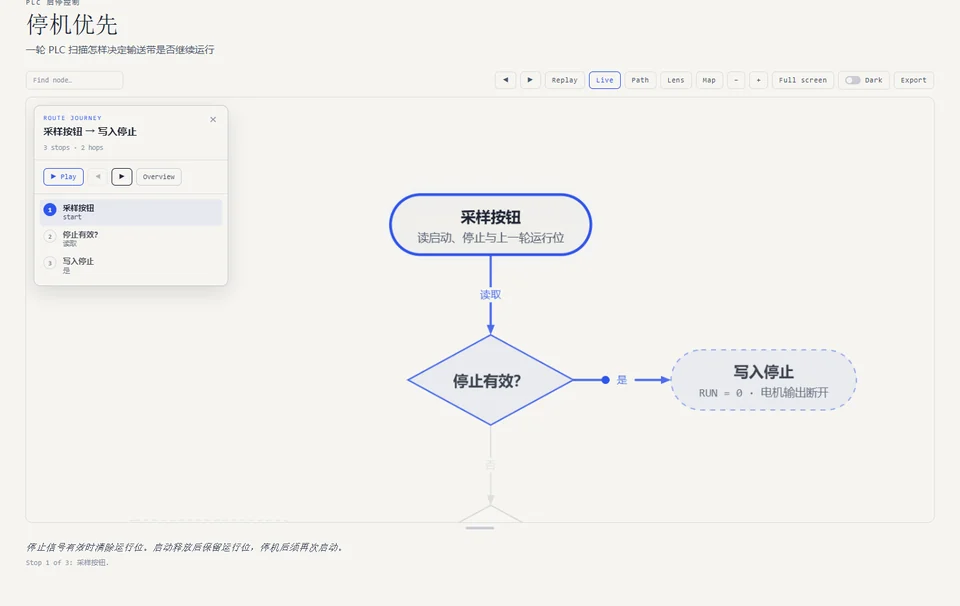 PLC 启停控制
停机优先
一轮 PLC 扫描怎样决定输送带是否继续运行
Find node…
◀ ▶ Replay Live Path Lens Map − + Full screen Dark Export
ROUTE JOURNEY ×
采样按钮 → 写入停止
3 stops · 2 hops
▶ Play ◀ ▶ Overview
1 采样按钮
start
2 停止有效?
读取
3 写入停止
是
采样按钮
读启动、停止与上一轮运行位
读取
停止有效?
是
写入停止
RUN = 0 · 电机输出断开
否
停止信号有效时清除运行位。启动释放后保留运行位，停机后须再次启动。
Stop 1 of 3: 采样按钮.